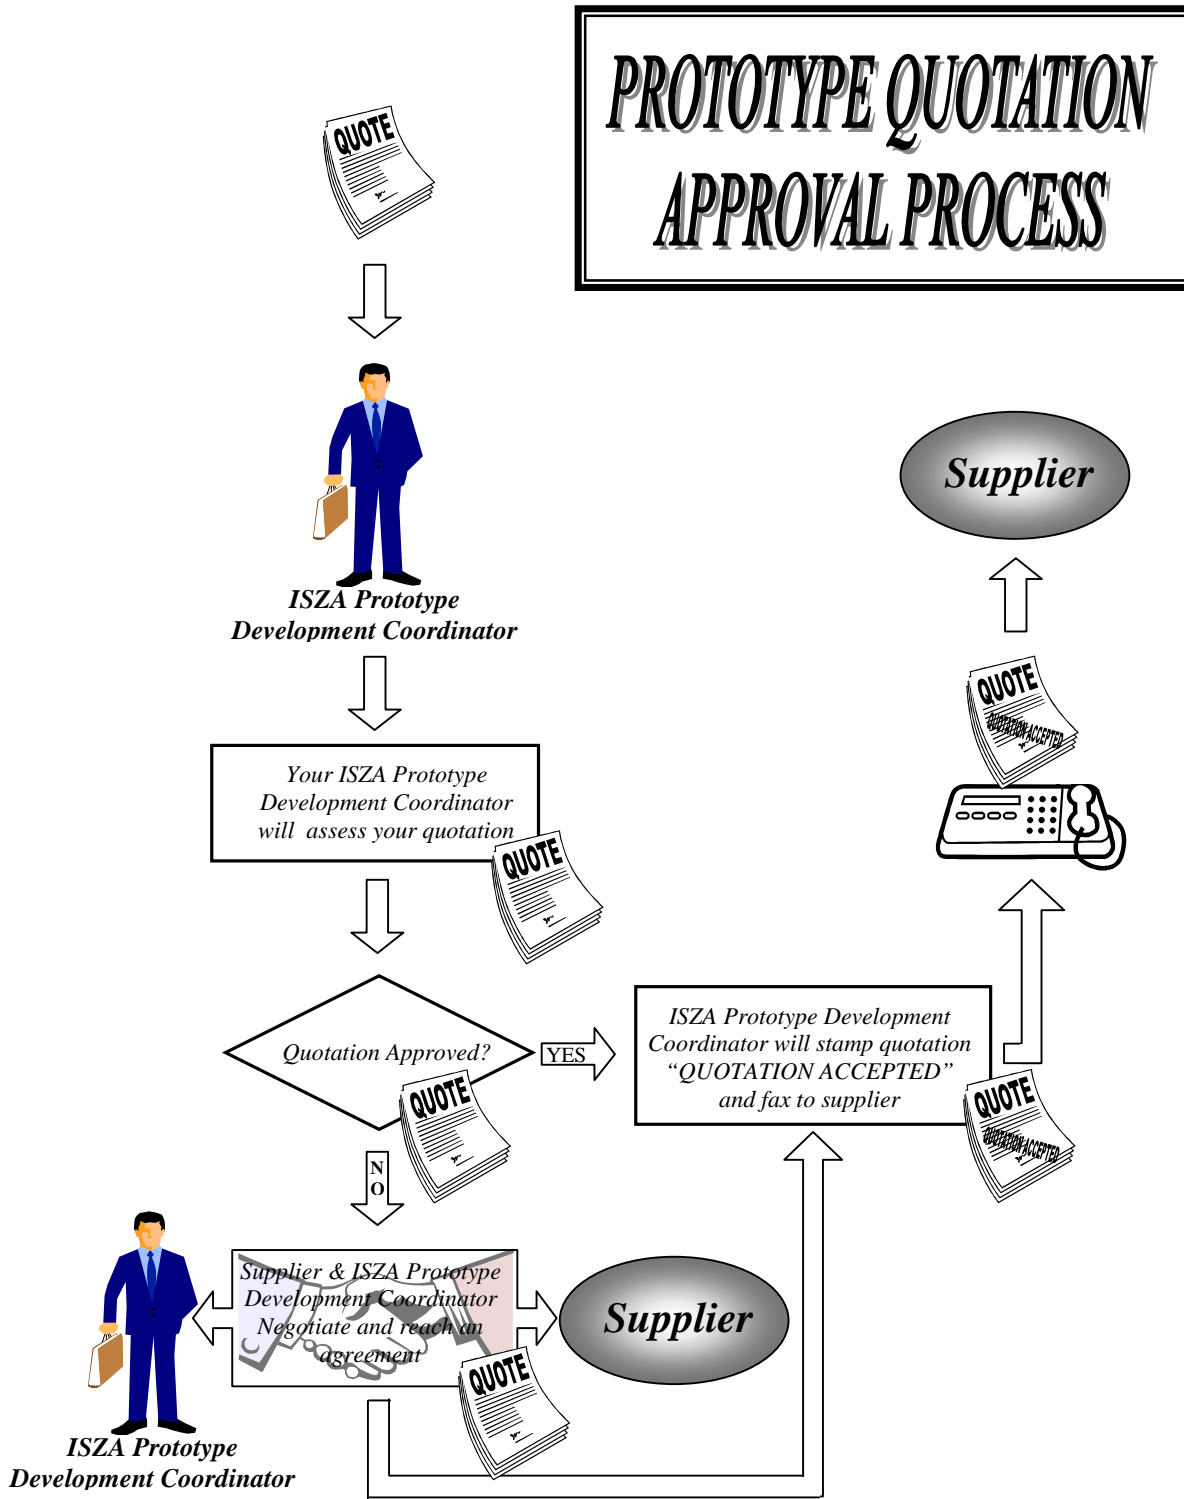 PROTOTYPE QUOTATION
APPROVAL PROCESS
QUOTE
ISZA Prototype
Development Coordinator
Your ISZA Prototype
Development Coordinator
will assess your quotation
QUOTE
Quotation Approved?
QUOTE
YES
N
O
ISZA Prototype Development
Coordinator will stamp quotation
“QUOTATION ACCEPTED”
and fax to supplier
QUOTE
QUOTATION ACCEPTED
QUOTE
QUOTATION ACCEPTED
Supplier
Supplier & ISZA Prototype
Development Coordinator
Negotiate and reach an
agreement
QUOTE
Supplier
ISZA Prototype
Development Coordinator